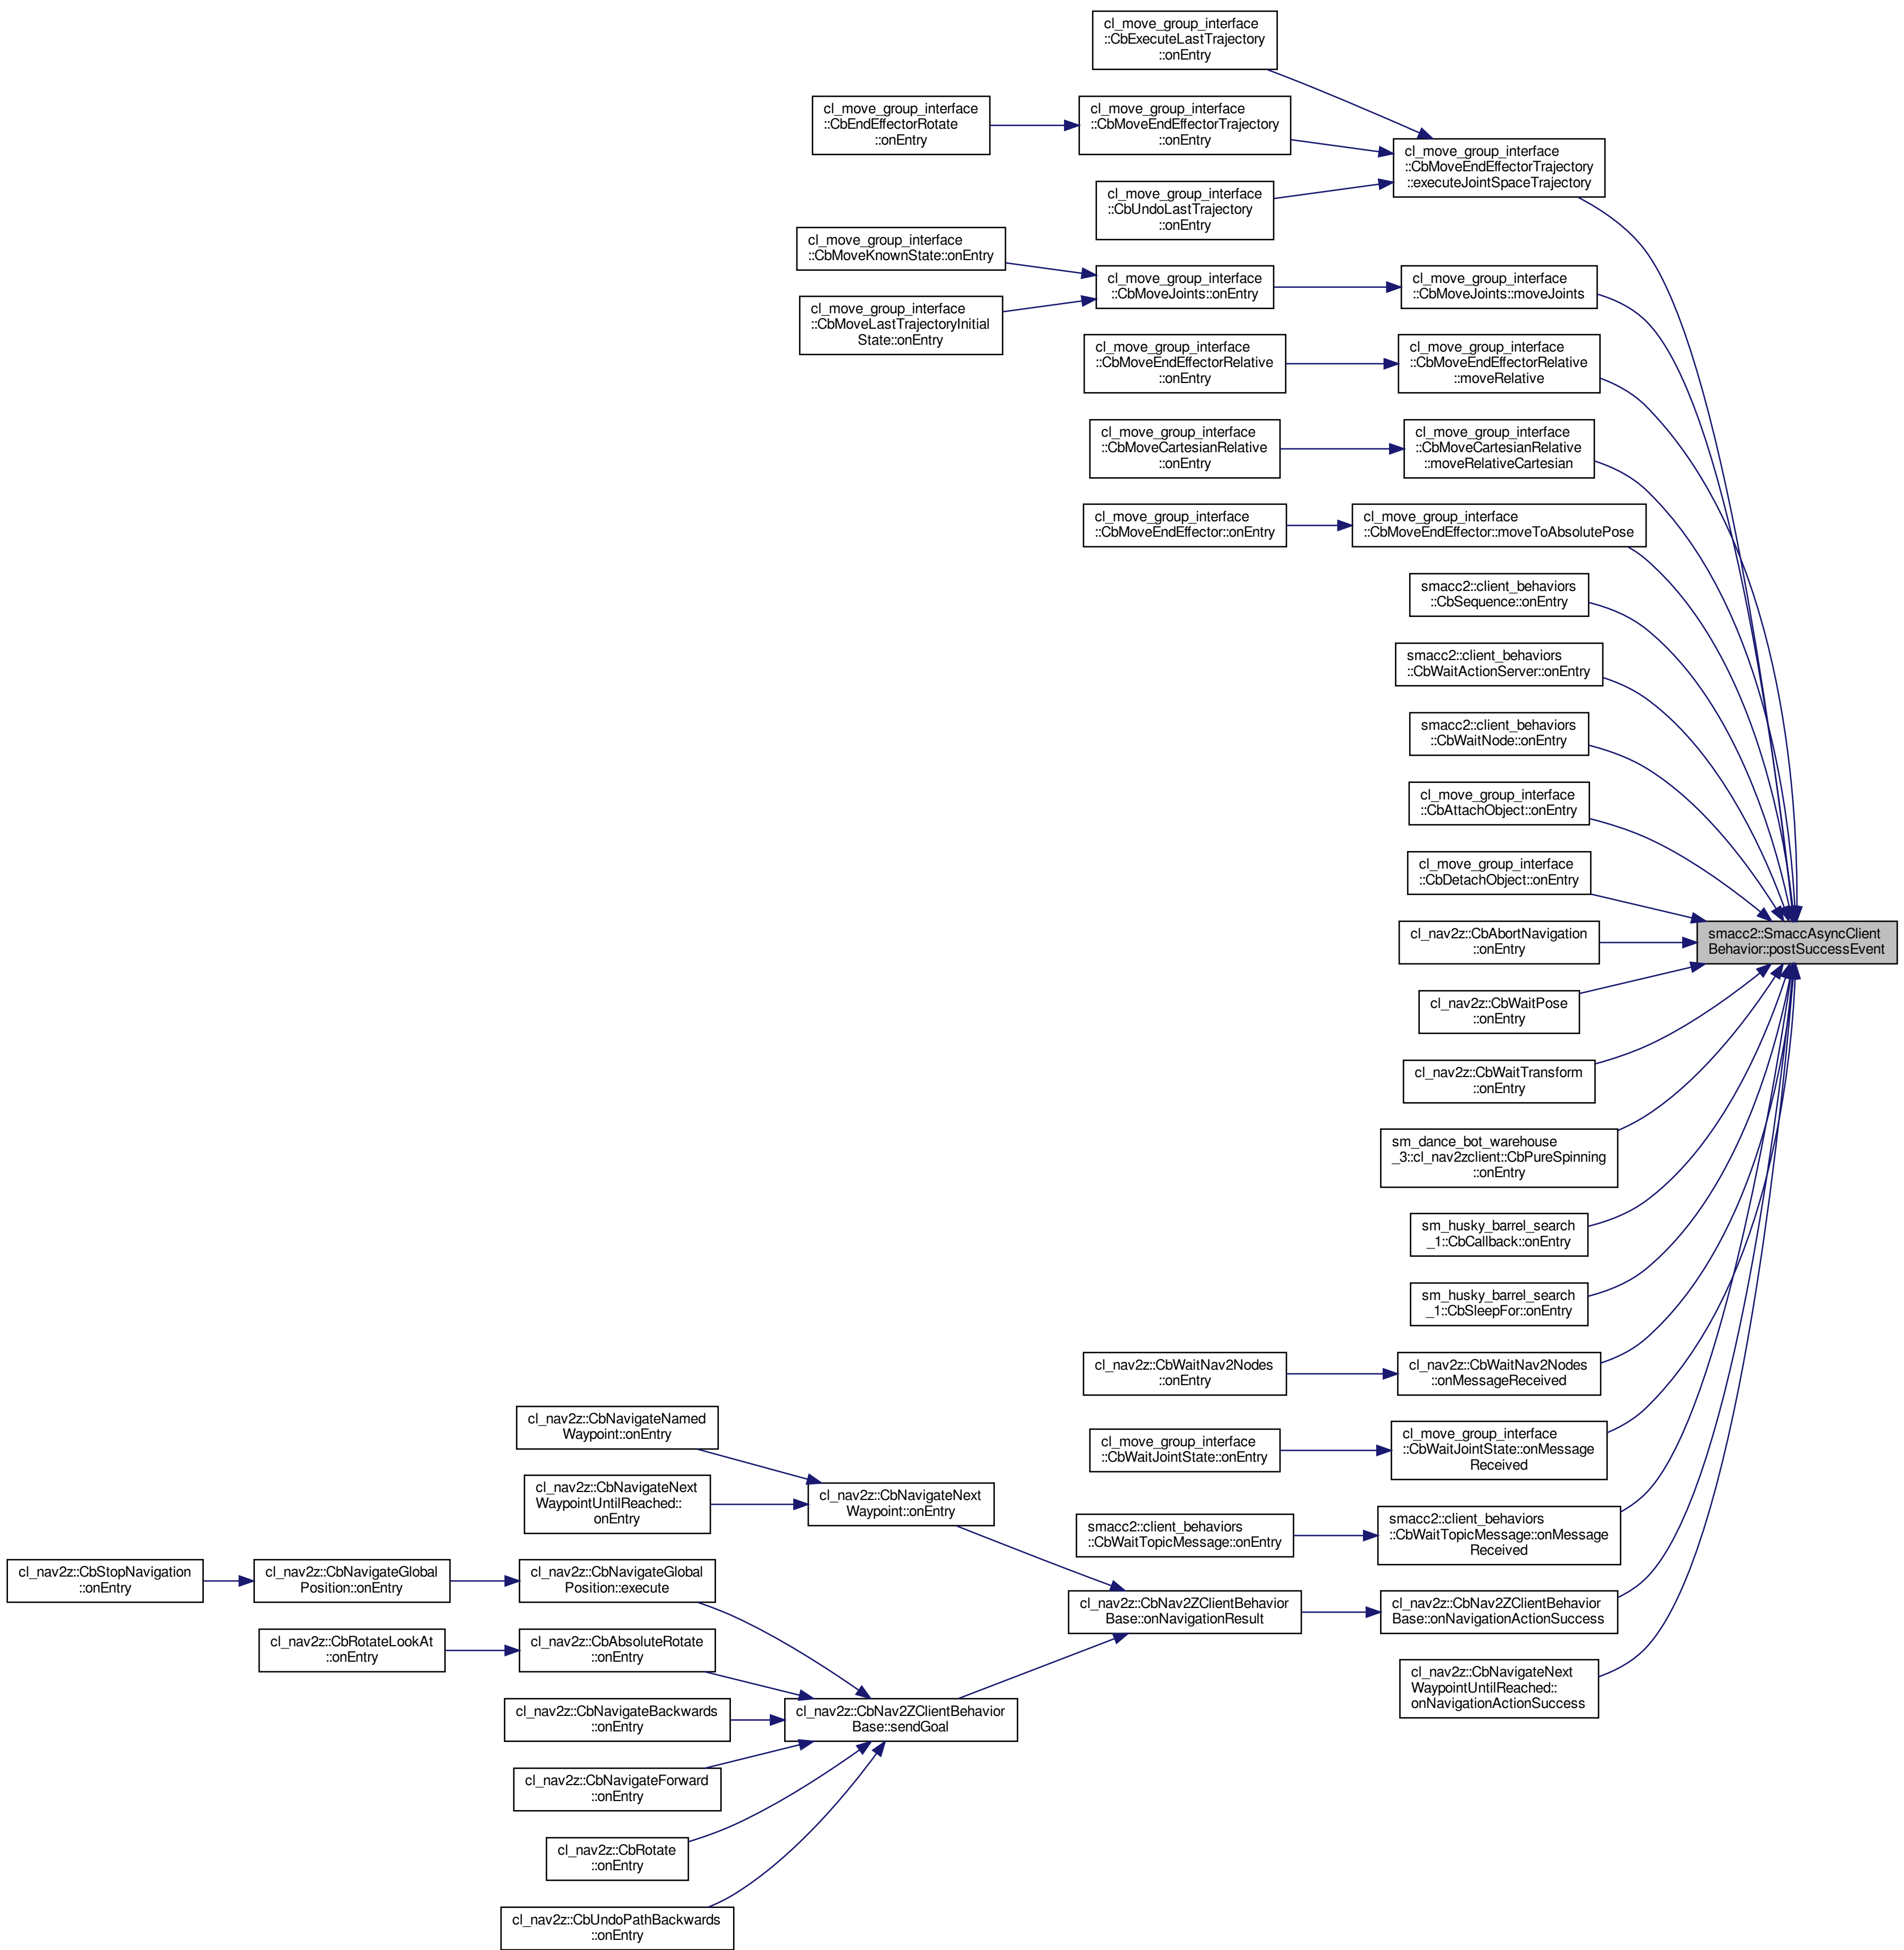 cl_move_group_interface
::CbExecuteLastTrajectory
::onEntry
cl_move_group_interface
::CbEndEffectorRotate
::onEntry
cl_move_group_interface
::CbMoveEndEffectorTrajectory
::onEntry
cl_move_group_interface
::CbMoveEndEffectorTrajectory
::executeJointSpaceTrajectory
cl_move_group_interface
::CbUndoLastTrajectory
::onEntry
cl_move_group_interface
::CbMoveKnownState::onEntry
cl_move_group_interface
::CbMoveJoints::onEntry
cl_move_group_interface
::CbMoveJoints::moveJoints
cl_move_group_interface
::CbMoveLastTrajectoryInitial
State::onEntry
cl_move_group_interface
::CbMoveEndEffectorRelative
::onEntry
cl_move_group_interface
::CbMoveEndEffectorRelative
::moveRelative
cl_move_group_interface
::CbMoveCartesianRelative
::onEntry
cl_move_group_interface
::CbMoveCartesianRelative
::moveRelativeCartesian
cl_move_group_interface
::CbMoveEndEffector::onEntry
cl_move_group_interface
::CbMoveEndEffector::moveToAbsolutePose
smacc2::client_behaviors
::CbSequence::onEntry
smacc2::client_behaviors
::CbWaitActionServer::onEntry
smacc2::client_behaviors
::CbWaitNode::onEntry
cl_move_group_interface
::CbAttachObject::onEntry
cl_move_group_interface
::CbDetachObject::onEntry
cl_nav2z::CbAbortNavigation
::onEntry
smacc2::SmaccAsyncClient
Behavior::postSuccessEvent
cl_nav2z::CbWaitPose
::onEntry
cl_nav2z::CbWaitTransform
::onEntry
sm_dance_bot_warehouse
_3::cl_nav2zclient::CbPureSpinning
::onEntry
sm_husky_barrel_search
_1::CbCallback::onEntry
sm_husky_barrel_search
_1::CbSleepFor::onEntry
cl_nav2z::CbWaitNav2Nodes
::onEntry
cl_nav2z::CbWaitNav2Nodes
::onMessageReceived
cl_move_group_interface
::CbWaitJointState::onEntry
cl_move_group_interface
::CbWaitJointState::onMessage
Received
cl_nav2z::CbNavigateNamed
Waypoint::onEntry
cl_nav2z::CbNavigateNext
WaypointUntilReached::
onEntry
cl_nav2z::CbNavigateNext
Waypoint::onEntry
smacc2::client_behaviors
::CbWaitTopicMessage::onEntry
smacc2::client_behaviors
::CbWaitTopicMessage::onMessage
Received
cl_nav2z::CbStopNavigation
::onEntry
cl_nav2z::CbNavigateGlobal
Position::onEntry
cl_nav2z::CbNavigateGlobal
Position::execute
cl_nav2z::CbNav2ZClientBehavior
Base::onNavigationResult
cl_nav2z::CbNav2ZClientBehavior
Base::onNavigationActionSuccess
cl_nav2z::CbRotateLookAt
::onEntry
cl_nav2z::CbAbsoluteRotate
::onEntry
cl_nav2z::CbNavigateNext
WaypointUntilReached::
onNavigationActionSuccess
cl_nav2z::CbNavigateBackwards
::onEntry
cl_nav2z::CbNav2ZClientBehavior
Base::sendGoal
cl_nav2z::CbNavigateForward
::onEntry
cl_nav2z::CbRotate
::onEntry
cl_nav2z::CbUndoPathBackwards
::onEntry